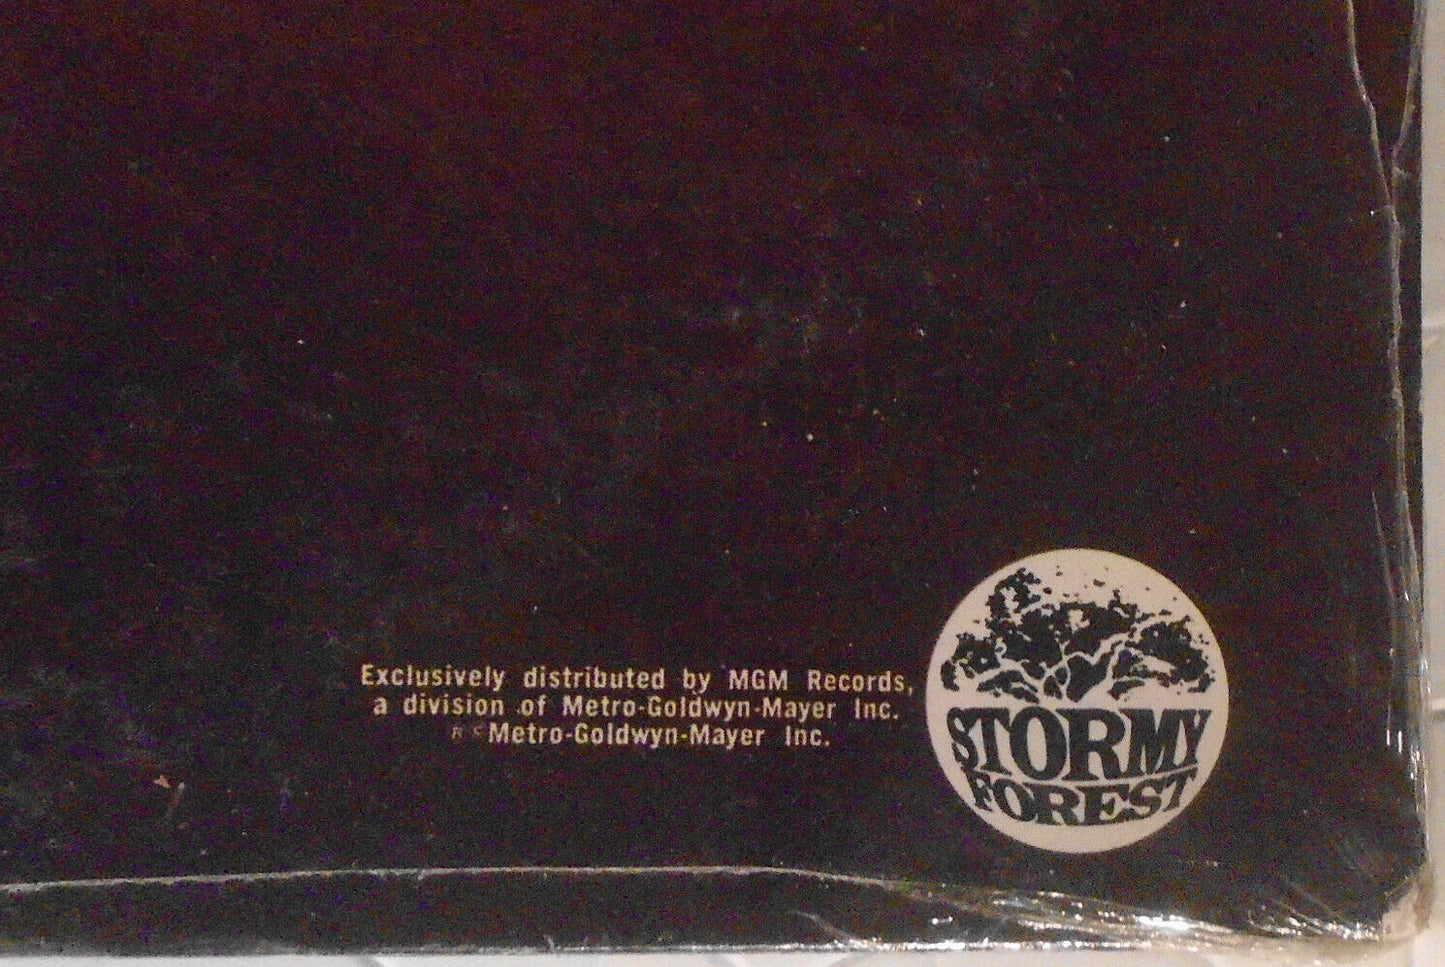 Exclusively distributed by MGM Records,
a division of Metro-Goldwyn-Mayer Inc.
Metro-Goldwyn-Mayer Inc.
STORMY
FOREST